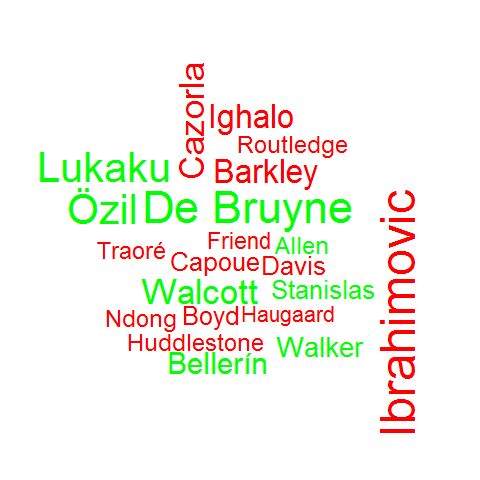 Cazorla
Ighalo
Routledge
Lukaku
Barkley
Özil
De Bruyne
Ibrahimovic
Friend
Allen
Traoré
Capoue
Davis
Walcott
Stanislas
Ndong
Boyd
Haugaard
Huddlestone
Walker
Bellerín